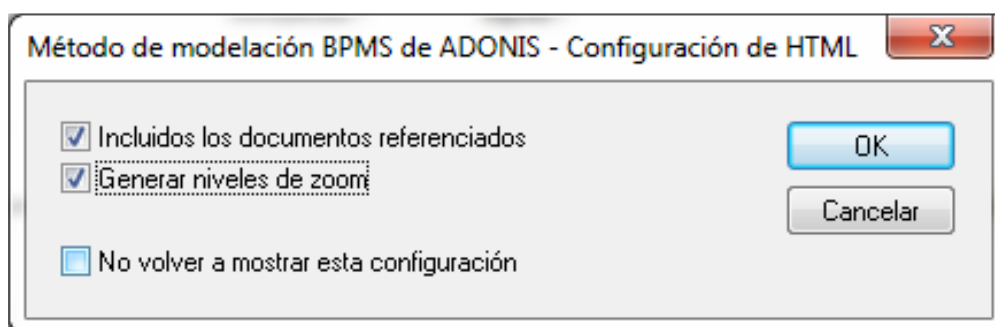 Método de modelación BPMS de ADONIS - Configuración de HTML
Incluidos los documentos referenciados
OK
Generar niveles de zoom
Cancelar
No volver a mostrar esta configuración